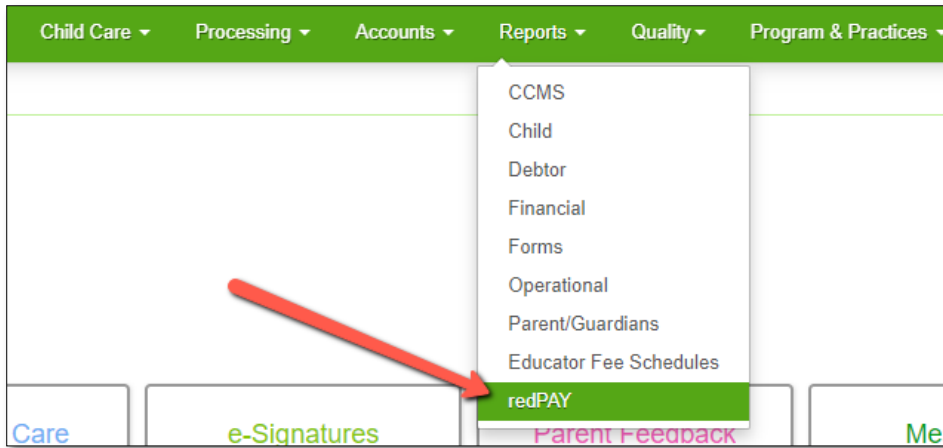 Child Care Processing Accounts Reports Quality Program & Practices
CCMS
Child
Debtor
Financial
Forms
Operational
Parent/Guardians
Educator Fee Schedules
redPAY
Care e-Signatures Parent Feedback Me